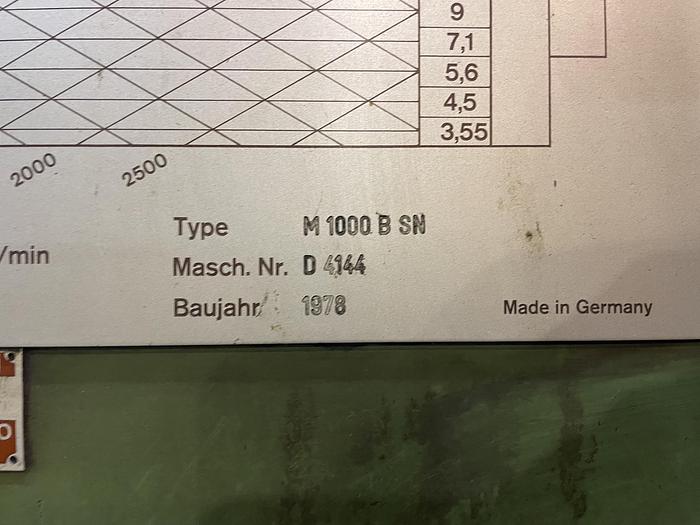 9
7,1
5,6
4,5
3,55
2000
2500
/min
Type M 1000 B SN
Masch. Nr. D 4144
Baujahr 1978
Made in Germany